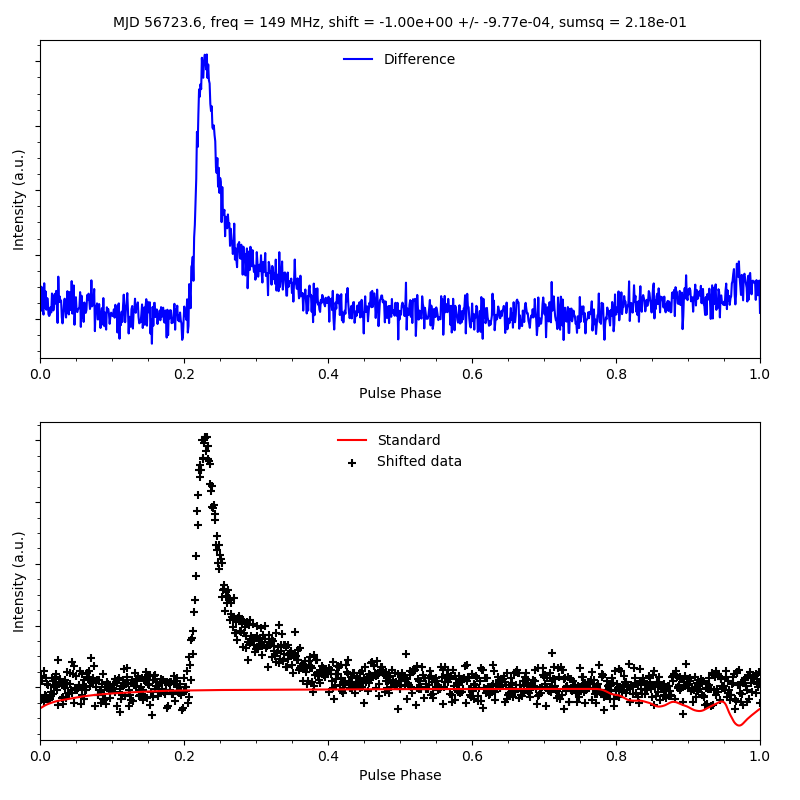 MJD 56723.6, freq = 149 MHz, shift = -1.00e+00 +/- -9.77e-04, sumsq = 2.18e-01
Difference
Intensity (a.u.)
0.0 0.2 0.4 0.6 0.8 1.0
Pulse Phase
Standard
Shifted data
Intensity (a.u.)
0.0 0.2 0.4 0.6 0.8 1.0
Pulse Phase